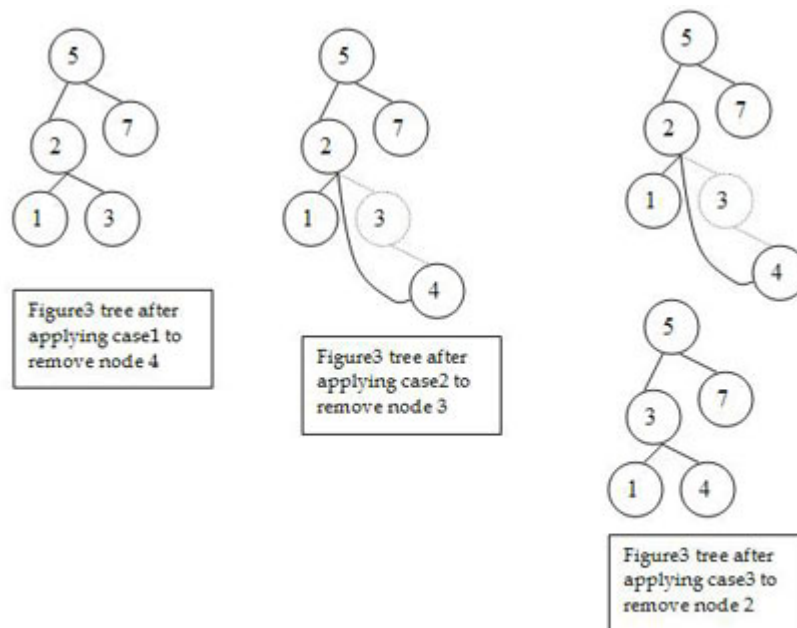 5
2
7
1
3
Figure3 tree after
applying case1 to
remove node 4
5
2
7
1
3
4
Figure3 tree after
applying case2 to
remove node 3
5
2
7
1
3
4
5
3
7
1
4
Figure3 tree after
applying case3 to
remove node 2